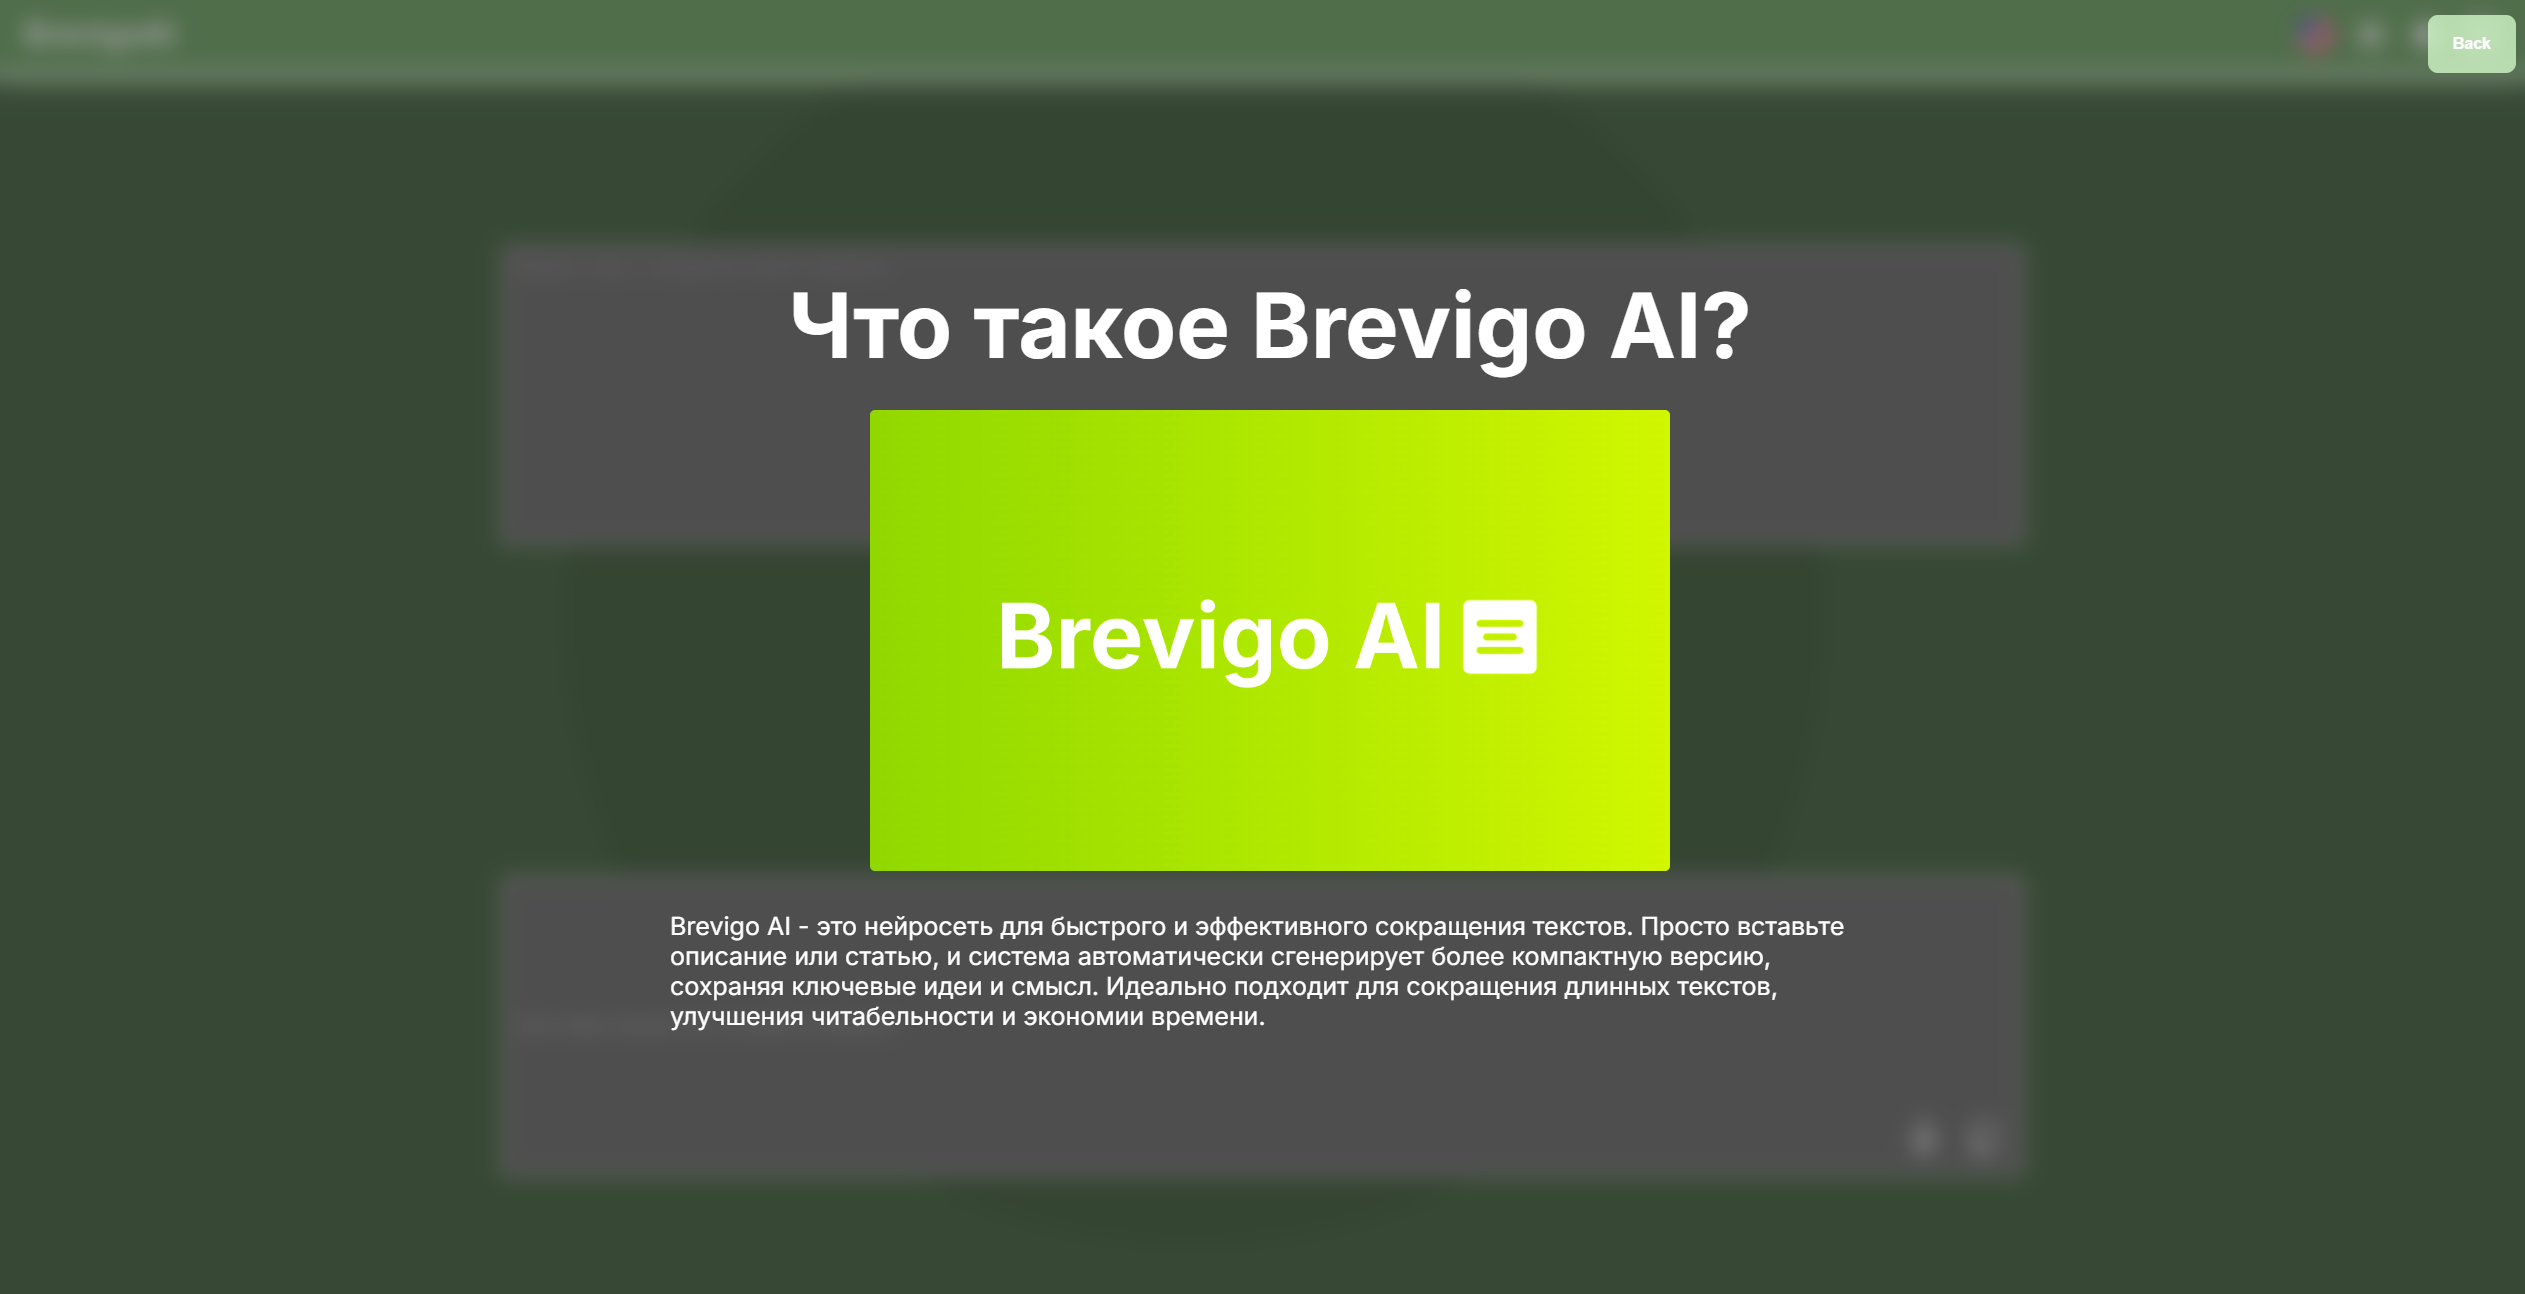 Back
Что такое Brevigo AI?
Brevigo AI
Brevigo AI - это нейросеть для быстрого и эффективного сокращения текстов. Просто вставьте
описание или статью, и система автоматически сгенерирует более компактную версию,
сохраняя ключевые идеи и смысл. Идеально подходит для сокращения длинных текстов,
улучшения читабельности и экономии времени.